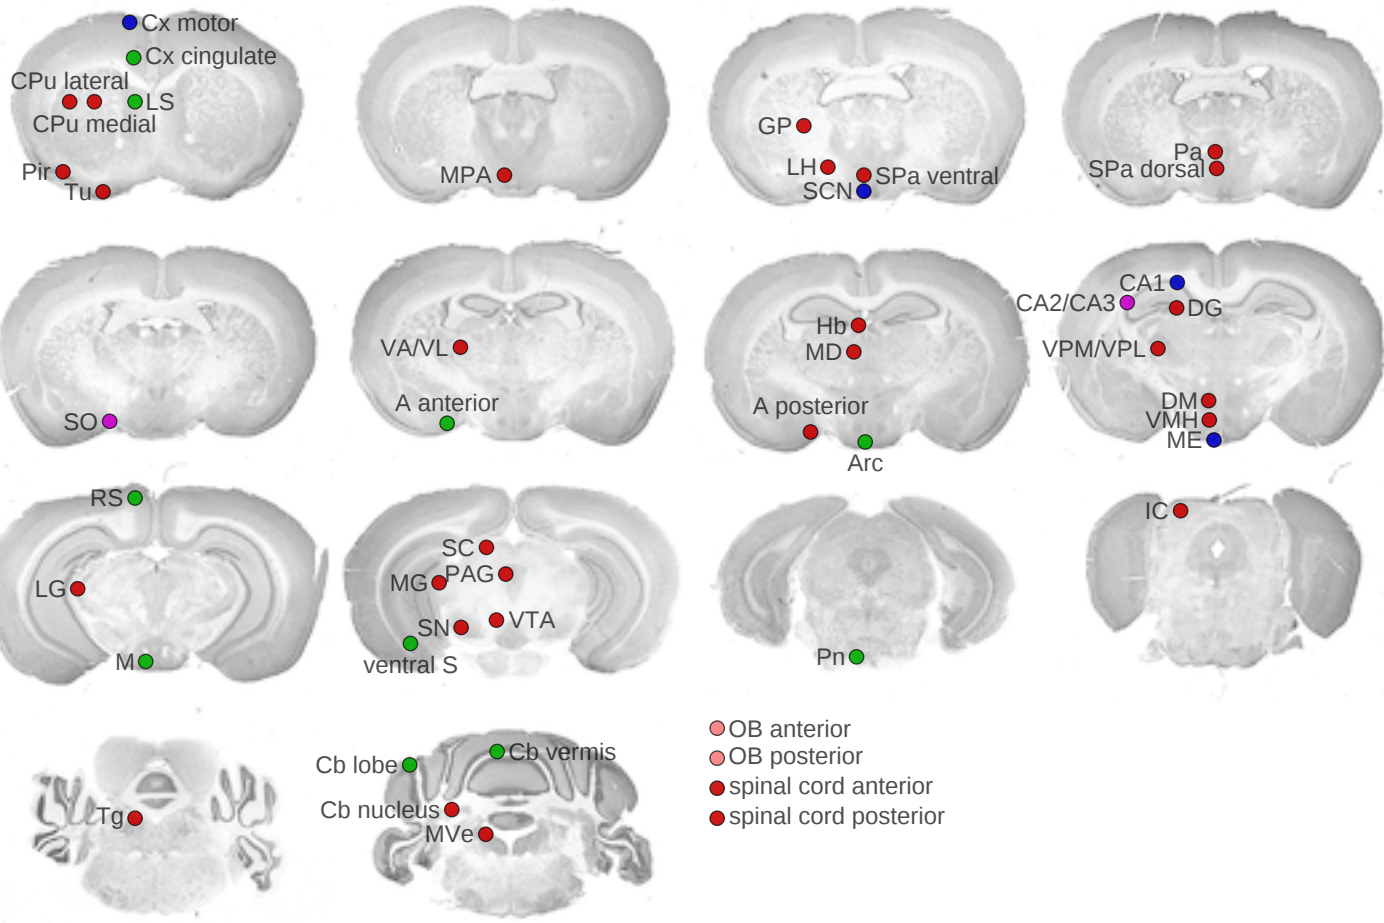 Cx motor
Cx cingulate
CPu lateral
LS
CPu medial
Pir
Tu
MPA
GP
LH
SPa ventral
SCN
Pa
SPa dorsal
SO
VA/VL
A anterior
Hb
MD
A posterior
Arc
CA1
CA2/CA3
DG
VPM/VPL
DM
VMH
ME
RS
LG
M
SC
MG
PAG
SN
VTA
ventral S
Pn
IC
Tg
Cb lobe
Cb vermis
Cb nucleus
MVe
OB anterior
OB posterior
spinal cord anterior
spinal cord posterior